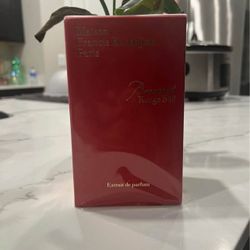 Maison
Francis Kurkdjian
Paris
Baccarat
Rouge 540
Extrait de parfum